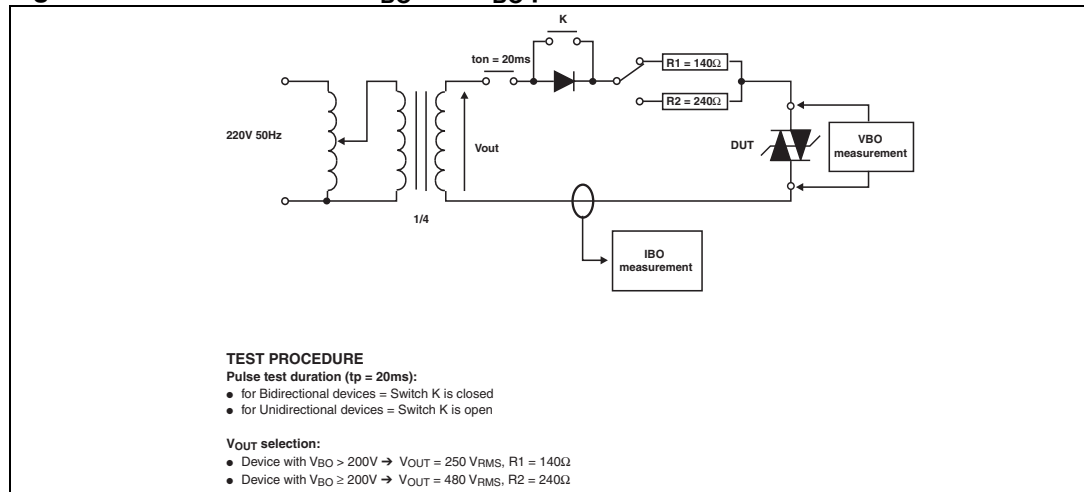 K
ton = 20ms
R1 = 140Ω
R2 = 240Ω
220V 50Hz
Vout
DUT
VBO
measurement
1/4
IBO
measurement
TEST PROCEDURE
Pulse test duration (tp = 20ms):
● for Bidirectional devices = Switch K is closed
● for Unidirectional devices = Switch K is open
VOUT selection:
● Device with VBO > 200V ➔ VOUT = 250 VRMS, R1 = 140Ω
● Device with VBO ≥ 200V ➔ VOUT = 480 VRMS, R2 = 240Ω